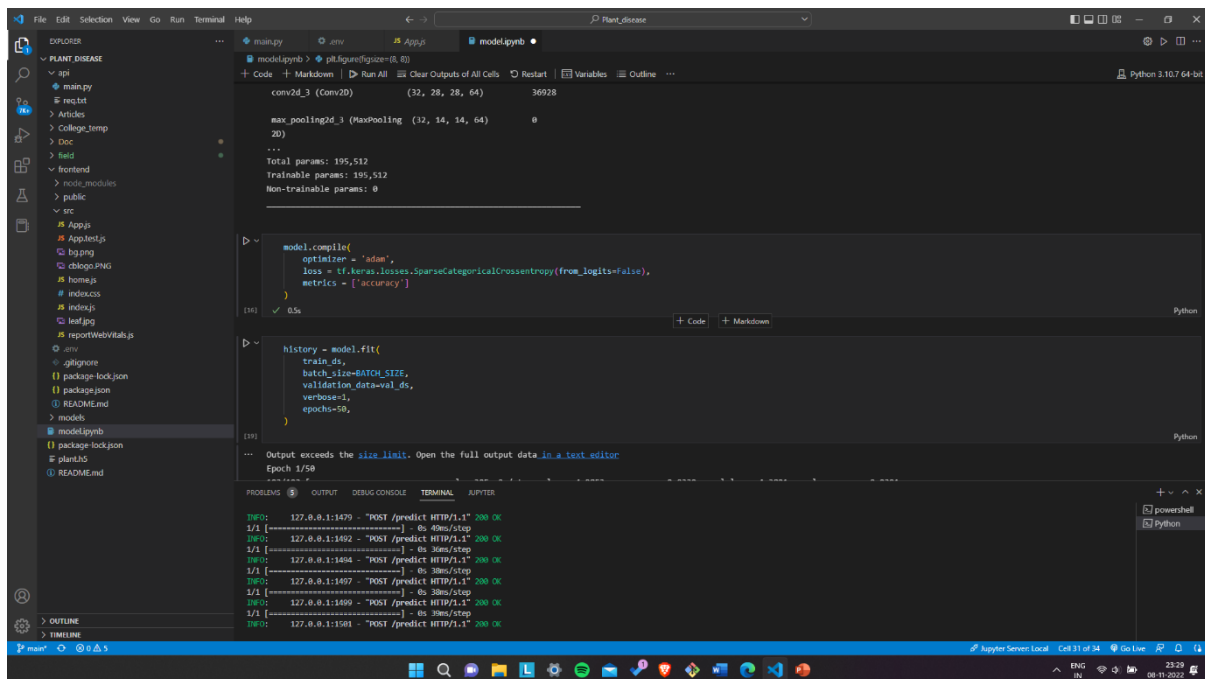 File Edit Selection View Go Run Terminal Help
Plant_disease
EXPLORER
PLANT_DISEASE
api
main.py
req.txt
Articles
College_temp
Doc
field
frontend
node_modules
public
src
App.js
App.test.js
bg.png
cblogo.PNG
home.js
index.css
index.js
leaf.jpg
reportWebVitals.js
.env
.gitignore
package-lock.json
package.json
README.md
models
model.ipynb
package-lock.json
plant.h5
README.md
OUTLINE
TIMELINE
main.py .env App.js model.ipynb
model.ipynb > plt.figure(figsize=(8, 8))
+ Code + Markdown | Run All Clear Outputs of All Cells Restart | Variables Outline ...
Python 3.10.7 64-bit
conv2d_3 (Conv2D) (32, 28, 28, 64) 36928
max_pooling2d_3 (MaxPooling (32, 14, 14, 64) 0
2D)
...
Total params: 195,512
Trainable params: 195,512
Non-trainable params: 0
model.compile(
optimizer = 'adam',
loss = tf.keras.losses.SparseCategoricalCrossentropy(from_logits=False),
metrics = ['accuracy']
)
[16] 0.5s
Python
+ Code + Markdown
history = model.fit(
train_ds,
batch_size=BATCH_SIZE,
validation_data=val_ds,
verbose=1,
epochs=50,
)
Python
... Output exceeds the size limit. Open the full output data in a text editor
Epoch 1/50
PROBLEMS 5 OUTPUT DEBUG CONSOLE TERMINAL JUPYTER
powershell
Python
INFO: 127.0.0.1:1479 - "POST /predict HTTP/1.1" 200 OK
1/1 [==============================] - 0s 49ms/step
INFO: 127.0.0.1:1492 - "POST /predict HTTP/1.1" 200 OK
1/1 [==============================] - 0s 36ms/step
INFO: 127.0.0.1:1494 - "POST /predict HTTP/1.1" 200 OK
1/1 [==============================] - 0s 38ms/step
INFO: 127.0.0.1:1497 - "POST /predict HTTP/1.1" 200 OK
1/1 [==============================] - 0s 38ms/step
INFO: 127.0.0.1:1499 - "POST /predict HTTP/1.1" 200 OK
1/1 [==============================] - 0s 39ms/step
INFO: 127.0.0.1:1501 - "POST /predict HTTP/1.1" 200 OK
main* 0 5
Jupyter Server: Local Cell 31 of 34 Go Live
ENG
IN
23:29
08-11-2022